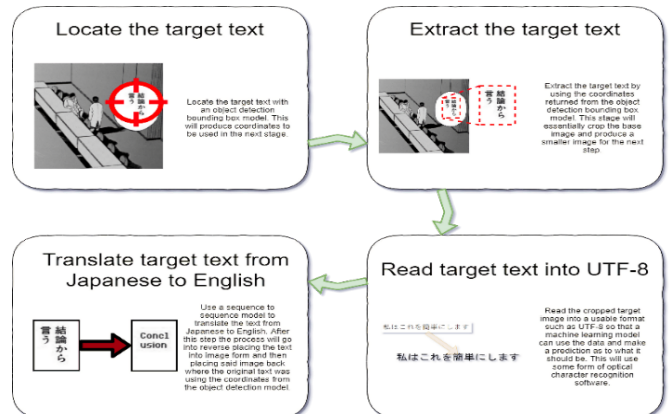 Locate the target text
結論から
言う
Locate the target text with
an object detection
bounding box model. This
will produce coordinates to
be used in the next stage.
Extract the target text
結論から
言う
結論から
言う
Extract the target text by
using the coordinates
returned from the object
detection bounding box
model. This stage will
essentially crop the base
image and produce a
smaller image for the next
step.
Read target text into UTF-8
私はこれを簡単にします
私はこれを簡単にします
Read the cropped target
image into a usable format
such as UTF-8 so that a
machine learning model
can use the data and make
a prediction as to what it
should be. This will use
some form of optical
character recognition
software.
Translate target text from
Japanese to English
結論から
言う
Concl
usion
Use a sequence to
sequence model to
translate the text from
Japanese to English. After
this step the process will go
into reverse placing the text
into image form and then
placing said image back
where the original text was
using the coordinates from
the object detection model.